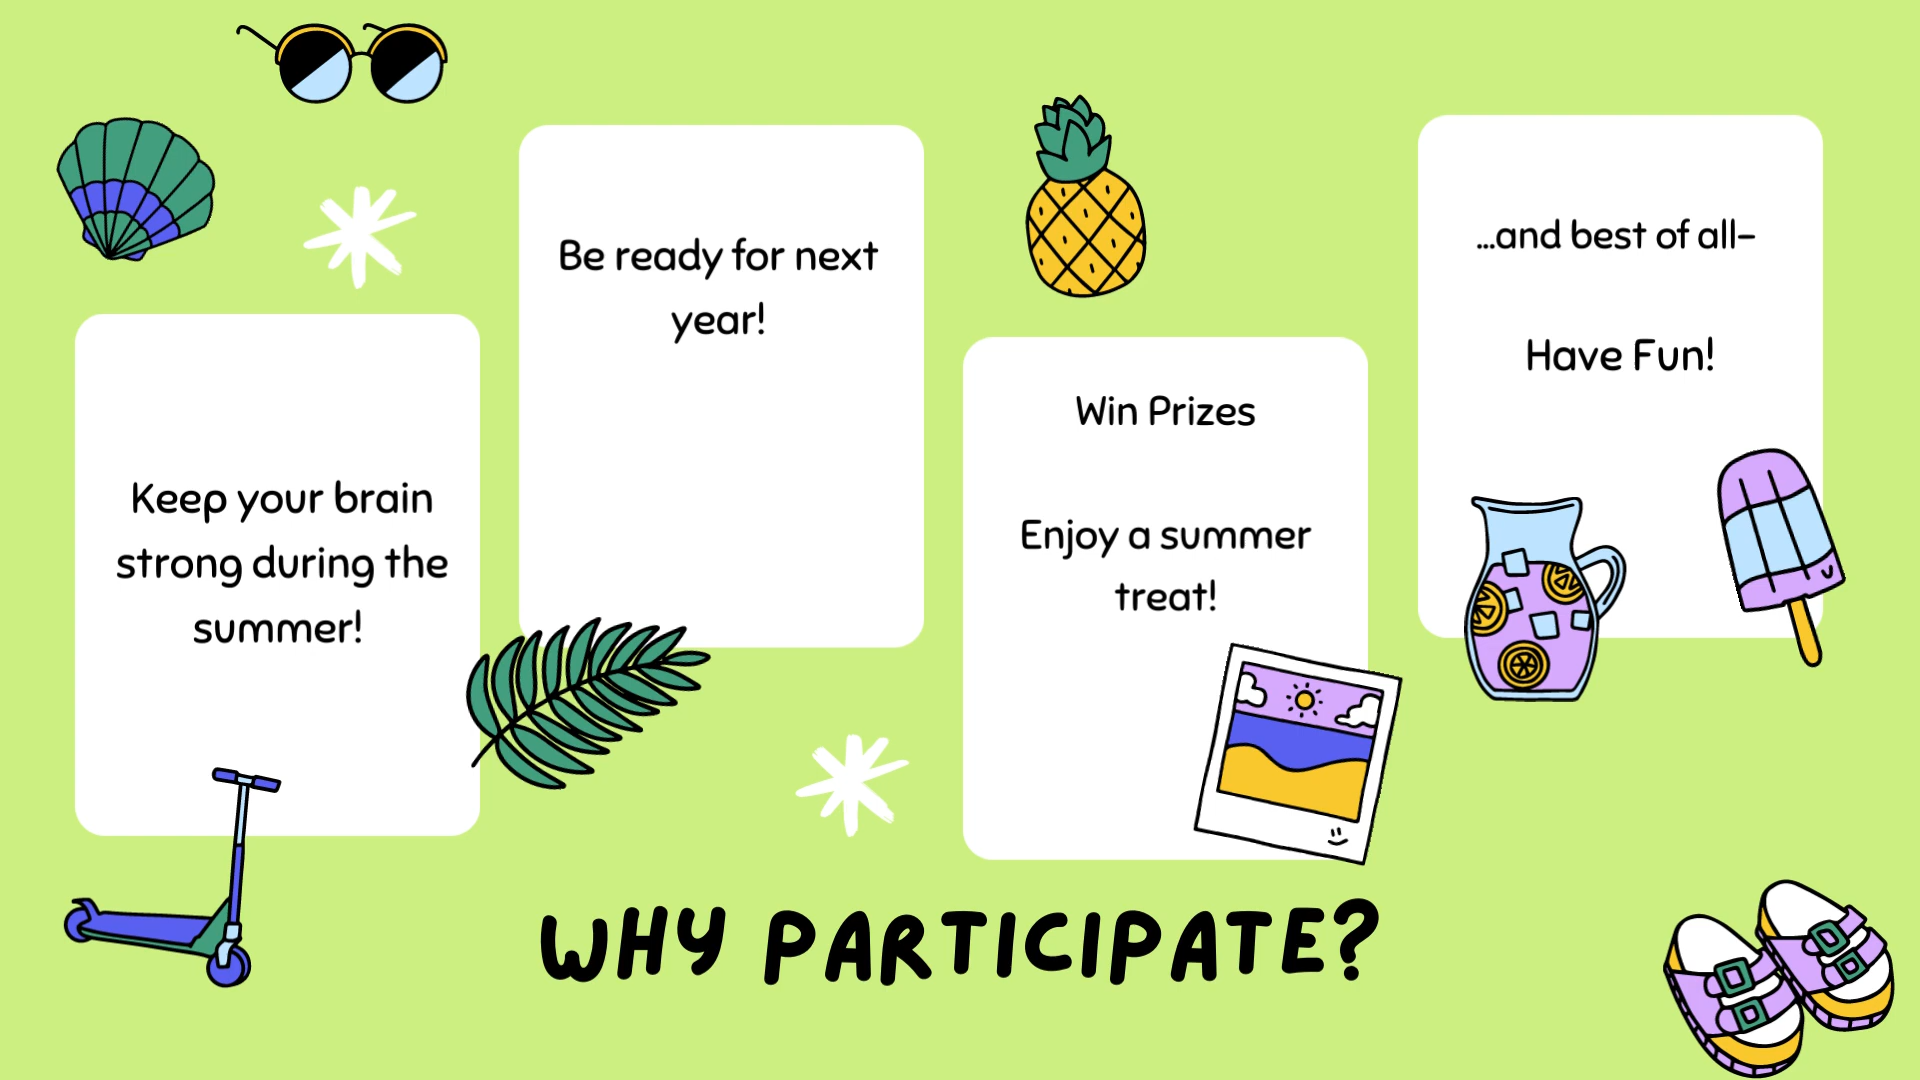 Keep your brain
strong during the
summer!
Be ready for next
year!
Win Prizes
Enjoy a summer
treat!
...and best of all-
Have Fun!
WHY PARTICIPATE?